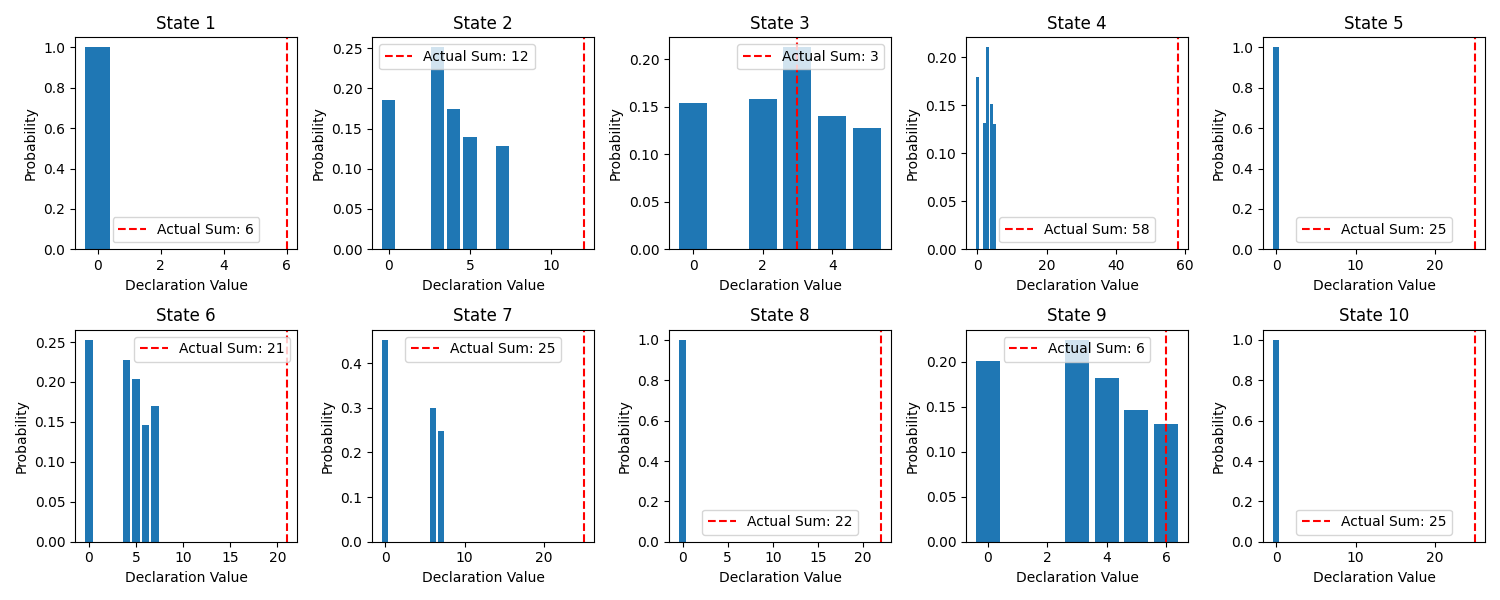 State 1
1.0
0.8
0.6
0.4
0.2
0.0
Probability
Actual Sum: 6
0 2 4 6
Declaration Value
State 2
0.25
0.20
0.15
0.10
0.05
0.00
Probability
Actual Sum: 12
0 5 10
Declaration Value
State 3
0.20
0.15
0.10
0.05
0.00
Probability
Actual Sum: 3
0 2 4
Declaration Value
State 4
0.20
0.15
0.10
0.05
0.00
Probability
Actual Sum: 58
0 20 40 60
Declaration Value
State 5
1.0
0.8
0.6
0.4
0.2
0.0
Probability
Actual Sum: 25
0 10 20
Declaration Value
State 6
0.25
0.20
0.15
0.10
0.05
0.00
Probability
Actual Sum: 21
0 5 10 15 20
Declaration Value
State 7
0.4
0.3
0.2
0.1
0.0
Probability
Actual Sum: 25
0 10 20
Declaration Value
State 8
1.0
0.8
0.6
0.4
0.2
0.0
Probability
Actual Sum: 22
0 5 10 15 20
Declaration Value
State 9
0.20
0.15
0.10
0.05
0.00
Probability
Actual Sum: 6
0 2 4 6
Declaration Value
State 10
1.0
0.8
0.6
0.4
0.2
0.0
Probability
Actual Sum: 25
0 10 20
Declaration Value